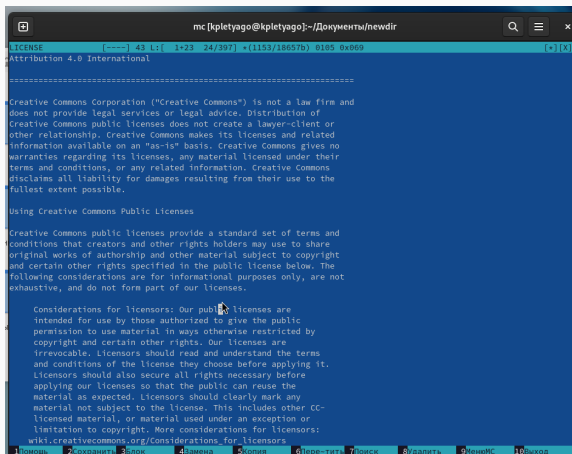 mc [kpletyago@kpletyago]:~/Документы/newdir
LICENSE [----] 43 L:[ 1+23 24/397] *(1153/18657b) 0105 0x069 [*][X]
Attribution 4.0 International
=======================================================================
Creative Commons Corporation ("Creative Commons") is not a law firm and
does not provide legal services or legal advice. Distribution of
Creative Commons public licenses does not create a lawyer-client or
other relationship. Creative Commons makes its licenses and related
information available on an "as-is" basis. Creative Commons gives no
warranties regarding its licenses, any material licensed under their
terms and conditions, or any related information. Creative Commons
disclaims all liability for damages resulting from their use to the
fullest extent possible.
Using Creative Commons Public Licenses
Creative Commons public licenses provide a standard set of terms and
conditions that creators and other rights holders may use to share
original works of authorship and other material subject to copyright
and certain other rights specified in the public license below. The
following considerations are for informational purposes only, are not
exhaustive, and do not form part of our licenses.
Considerations for licensors: Our public licenses are
intended for use by those authorized to give the public
permission to use material in ways otherwise restricted by
copyright and certain other rights. Our licenses are
irrevocable. Licensors should read and understand the terms
and conditions of the license they choose before applying it.
Licensors should also secure all rights necessary before
applying our licenses so that the public can reuse the
material as expected. Licensors should clearly mark any
material not subject to the license. This includes other CC-
licensed material, or material used under an exception or
limitation to copyright. More considerations for licensors:
wiki.creativecommons.org/Considerations_for_licensors
1Помощь 2Сохранить 3Блок 4Замена 5Копия 6Пере~тить 7Поиск 8Удалить 9МенюMC 10Выход